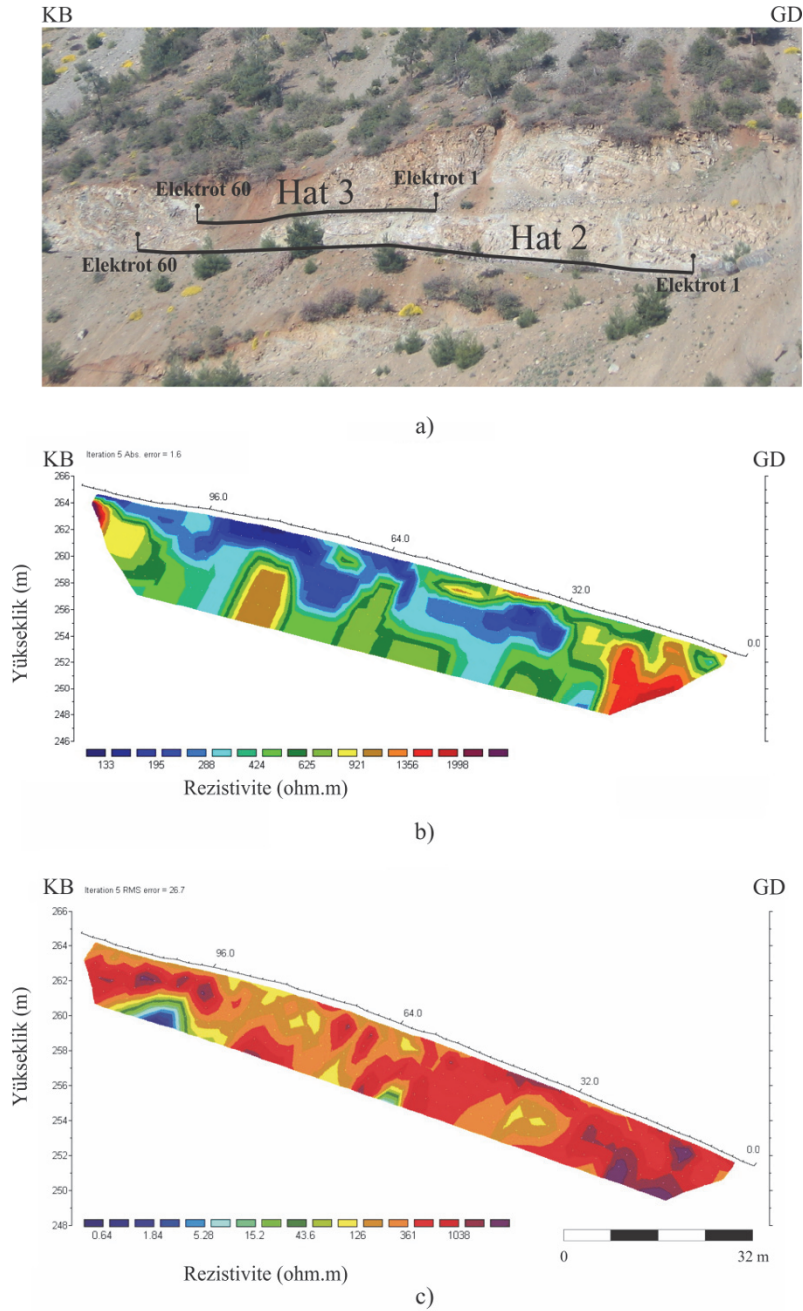 KB GD
Elektrot 60
Hat 3
Elektrot 1
Elektrot 60
Hat 2
Elektrot 1
a)
KB Iteration 5 Abs. error = 1.6 GD
266
264
262
260
258
256
254
252
250
248
246
96.0
64.0
32.0
0.0
Yükseklik (m)
133 195 288 424 625 921 1356 1998
Rezistivite (ohm.m)
b)
KB Iteration 5 RMS error = 26.7 GD
266
264
262
260
258
256
254
252
250
248
96.0
64.0
32.0
0.0
Yükseklik (m)
0.64 1.84 5.28 15.2 43.6 126 361 1038
0 32 m
Rezistivite (ohm.m)
c)